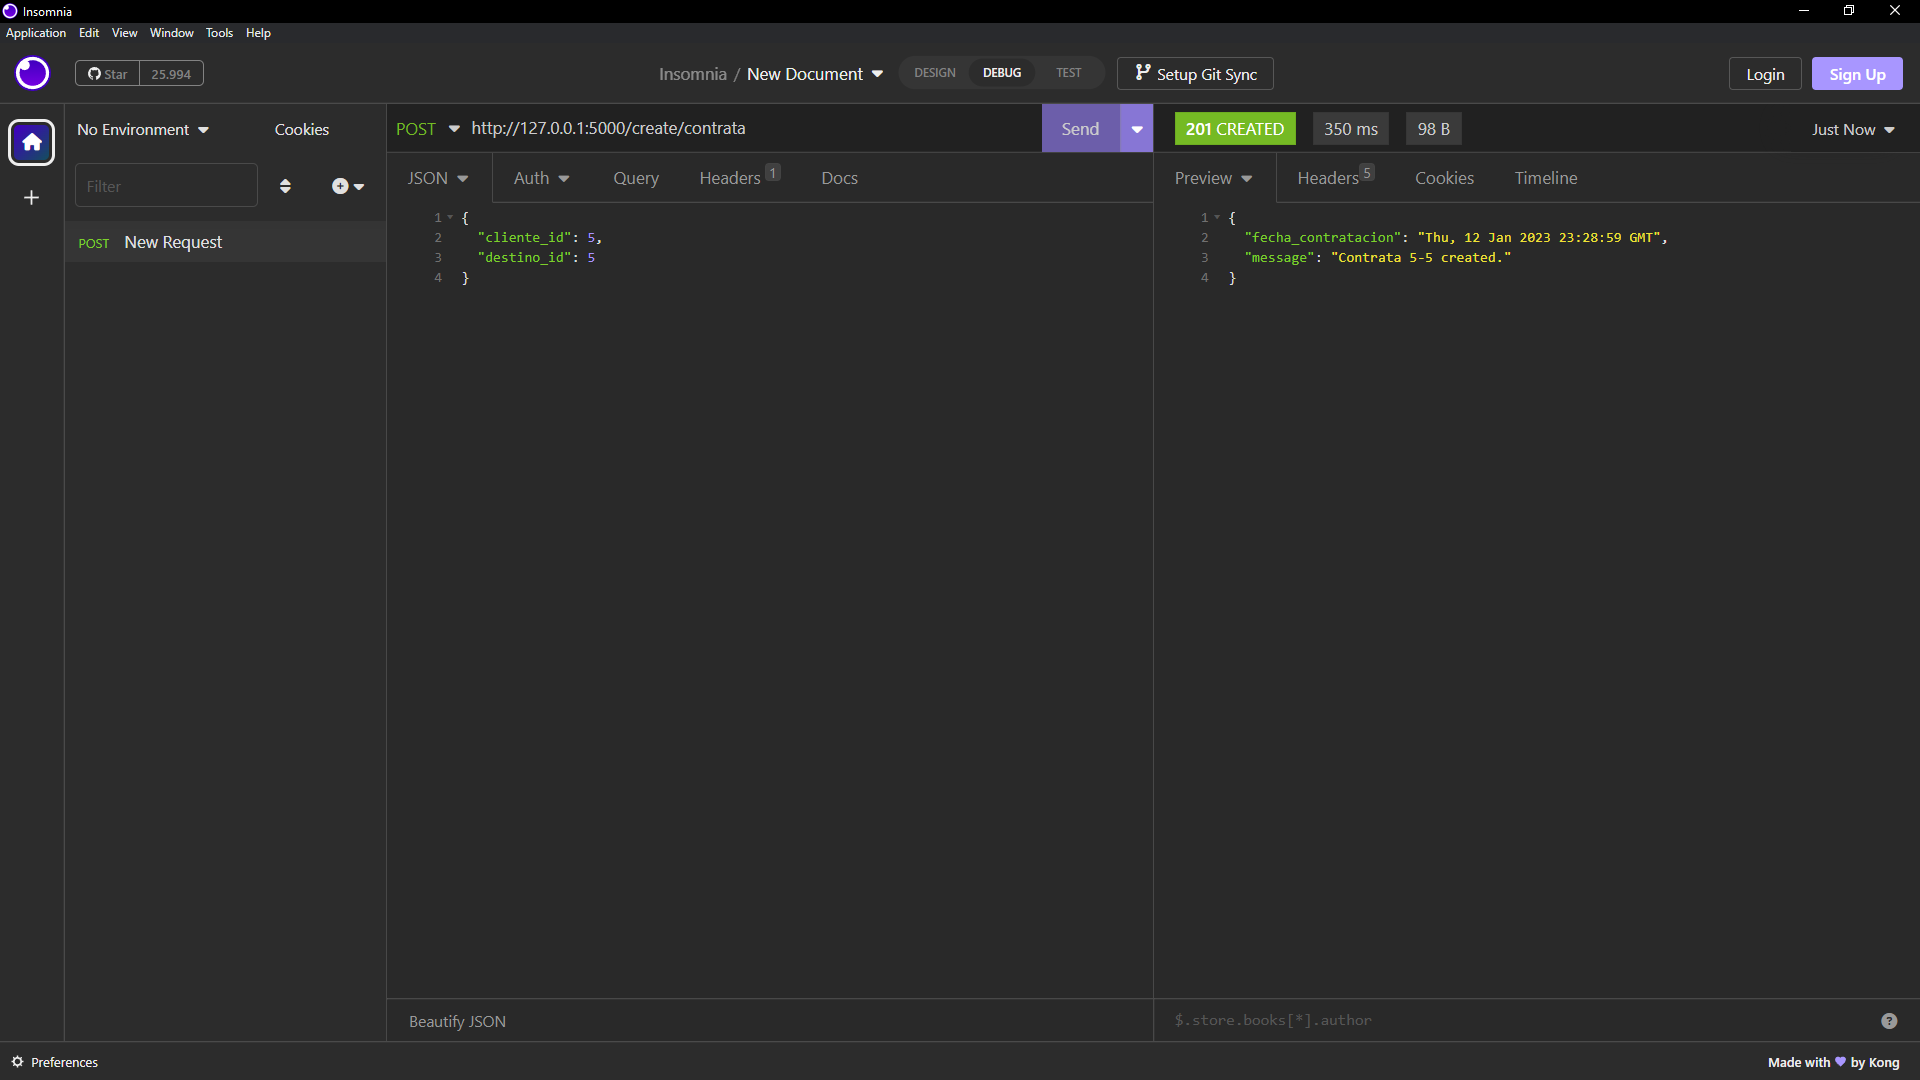 Insomnia
Application Edit View Window Tools Help
Star 25.994
Insomnia / New Document
DESIGN DEBUG TEST
Setup Git Sync
Login
Sign Up
No Environment
Cookies
Filter
POST New Request
POST http://127.0.0.1:5000/create/contrata
Send
JSON Auth Query Headers 1 Docs
1 {
2 "cliente_id": 5,
3 "destino_id": 5
4 }
Beautify JSON
201 CREATED 350 ms 98 B
Just Now
Preview Headers 5 Cookies Timeline
1 {
2 "fecha_contratacion": "Thu, 12 Jan 2023 23:28:59 GMT",
3 "message": "Contrata 5-5 created."
4 }
$.store.books[*].author
?
Preferences
Made with 💜 by Kong